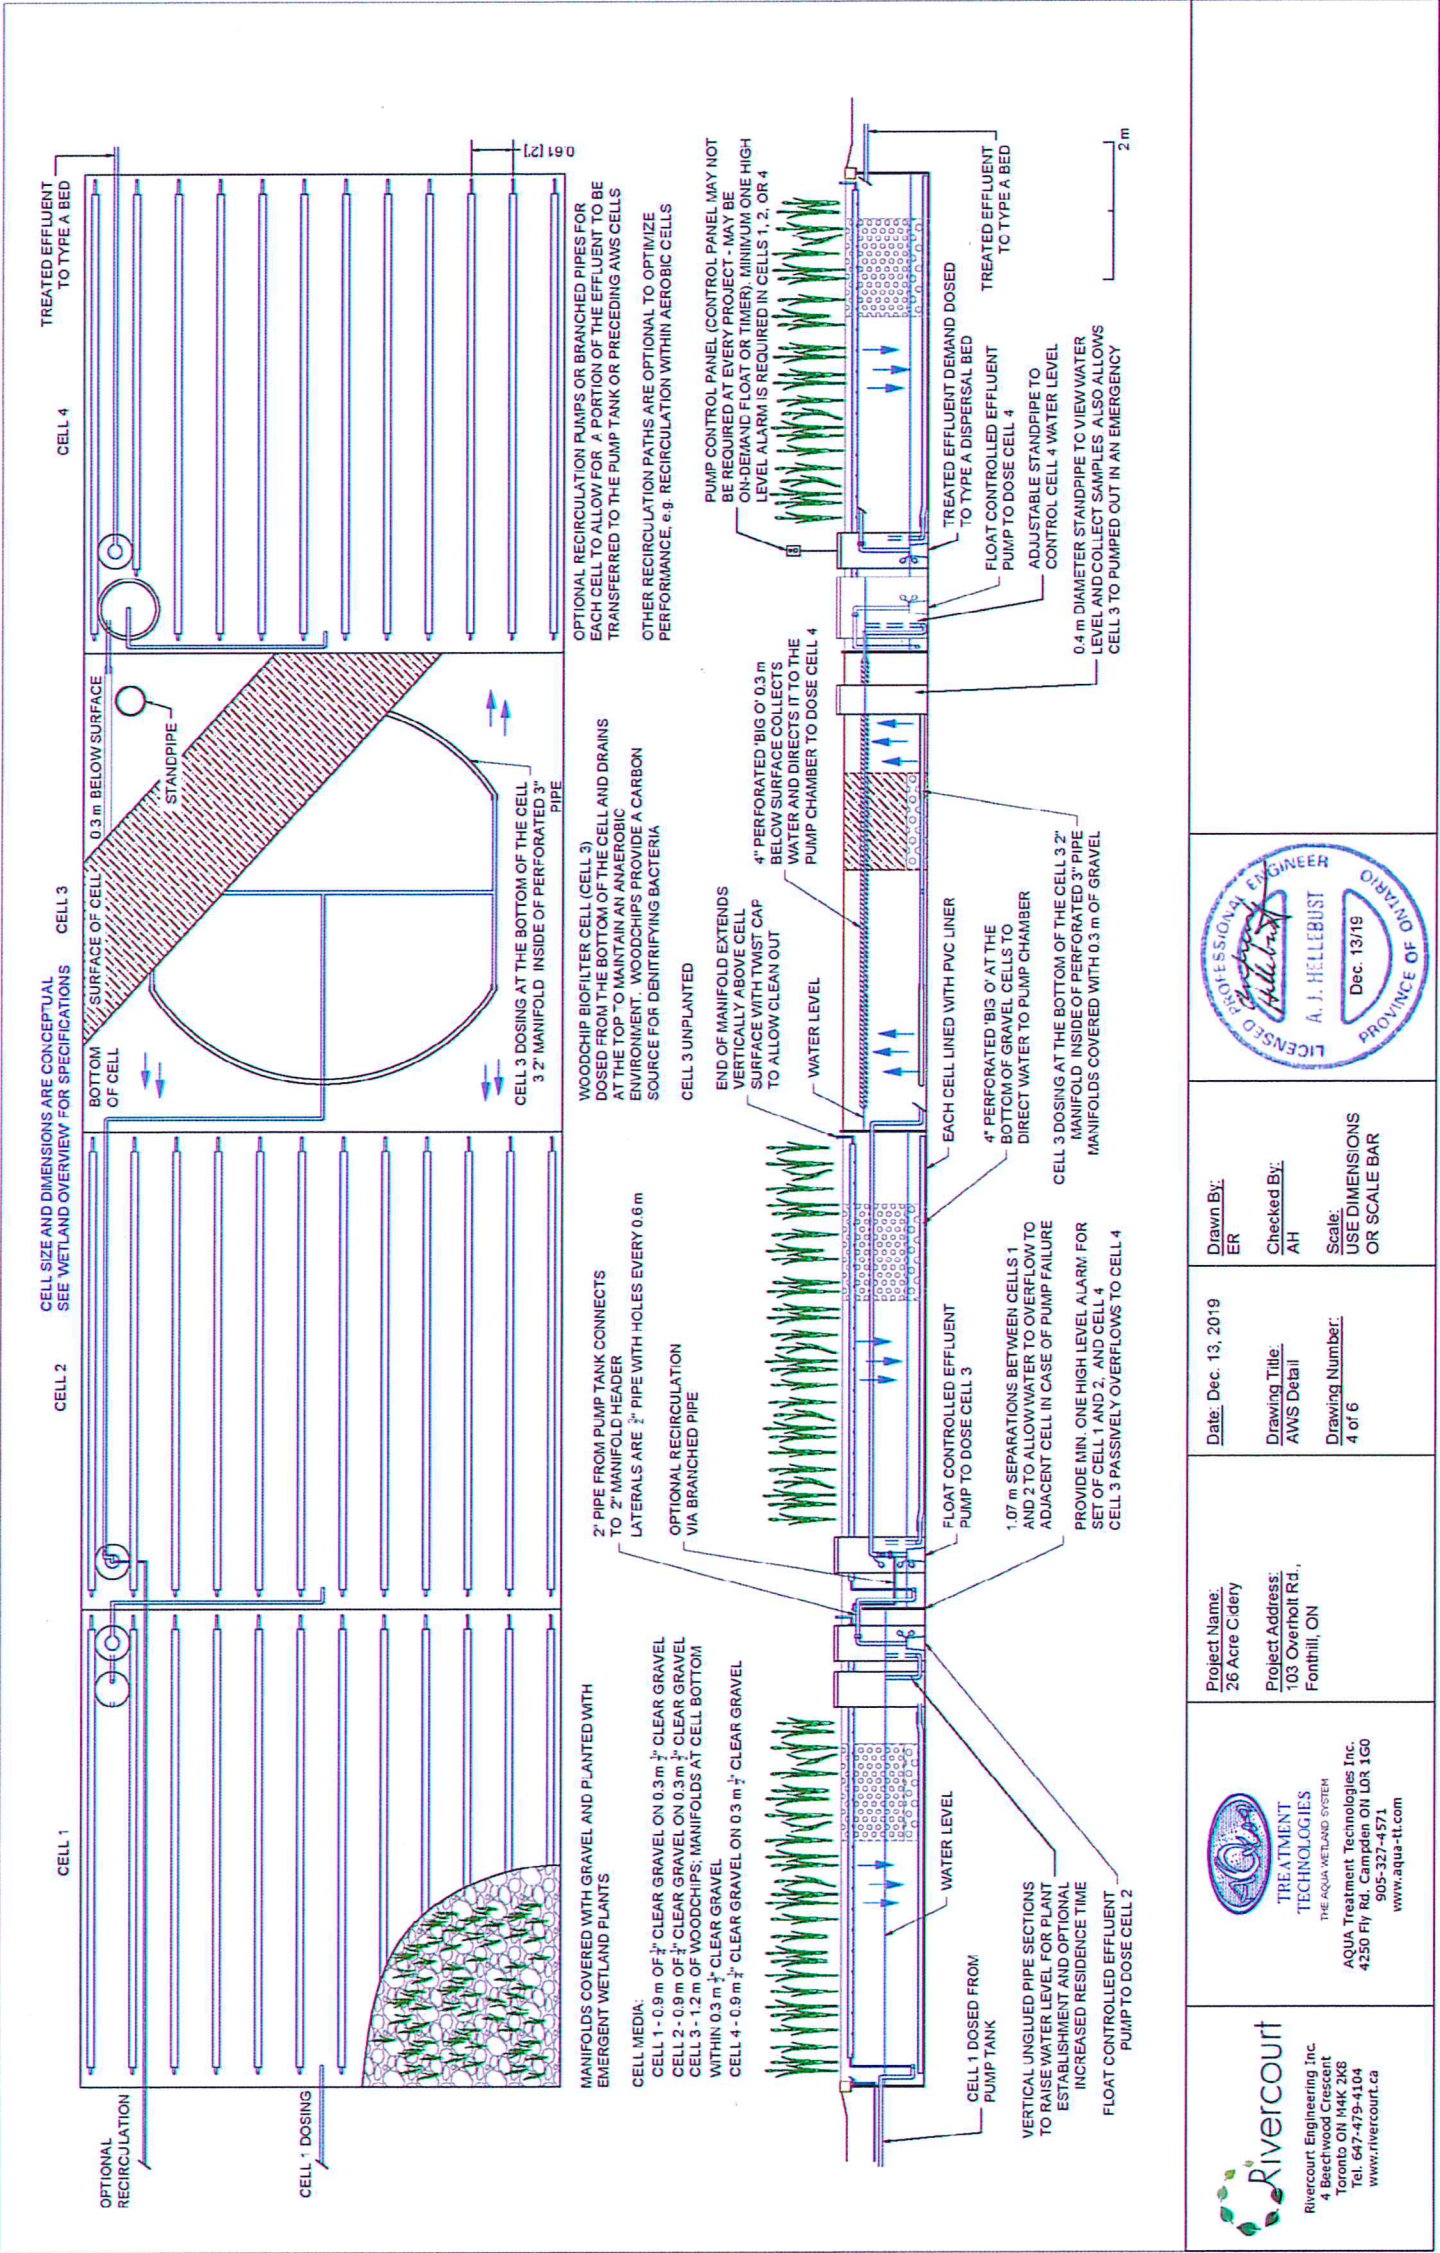 CELL SIZE AND DIMENSIONS ARE CONCEPTUAL
SEE WETLAND OVERVIEW FOR SPECIFICATIONS
CELL 1
CELL 2
CELL 3
CELL 4
TREATED EFFLUENT
TO TYPE A BED
OPTIONAL
RECIRCULATION
CELL 1 DOSING
BOTTOM
OF CELL
SURFACE OF CELL
0.3 m BELOW SURFACE
STANDPIPE
CELL 3 DOSING AT THE BOTTOM OF THE CELL
3 2" MANIFOLD INSIDE OF PERFORATED 3"
PIPE
0.61 [2']
MANIFOLDS COVERED WITH GRAVEL AND PLANTED WITH
EMERGENT WETLAND PLANTS
CELL MEDIA:
CELL 1 - 0.9 m OF CLEAR GRAVEL ON 0.3 m CLEAR GRAVEL
CELL 2 - 0.9 m OF CLEAR GRAVEL ON 0.3 m CLEAR GRAVEL
CELL 3 - 1.2 m OF WOODCHIPS; MANIFOLDS AT CELL BOTTOM
WITHIN 0.3 m CLEAR GRAVEL
CELL 4 - 0.9 m CLEAR GRAVEL ON 0.3 m CLEAR GRAVEL
2" PIPE FROM PUMP TANK CONNECTS
TO 2" MANIFOLD HEADER
LATERALS ARE PIPE WITH HOLES EVERY 0.6 m
OPTIONAL RECIRCULATION
VIA BRANCHED PIPE
WOODCHIP BIOFILTER CELL (CELL 3)
DOSED FROM THE BOTTOM OF THE CELL AND DRAINS
AT THE TOP TO MAINTAIN AN ANAEROBIC
ENVIRONMENT. WOODCHIPS PROVIDE A CARBON
SOURCE FOR DENITRIFYING BACTERIA
CELL 3 UNPLANTED
END OF MANIFOLD EXTENDS
VERTICALLY ABOVE CELL
SURFACE WITH TWIST CAP
TO ALLOW CLEAN OUT
WATER LEVEL
4" PERFORATED 'BIG O' 0.3 m
BELOW SURFACE COLLECTS
WATER AND DIRECTS IT TO THE
PUMP CHAMBER TO DOSE CELL 4
OPTIONAL RECIRCULATION PUMPS OR BRANCHED PIPES FOR
EACH CELL TO ALLOW FOR A PORTION OF THE EFFLUENT TO BE
TRANSFERRED TO THE PUMP TANK OR PRECEDING AWS CELLS
OTHER RECIRCULATION PATHS ARE OPTIONAL TO OPTIMIZE
PERFORMANCE, e.g. RECIRCULATION WITHIN AEROBIC CELLS
PUMP CONTROL PANEL (CONTROL PANEL MAY NOT
BE REQUIRED AT EVERY PROJECT - MAY BE
ON-DEMAND FLOAT OR TIMER). MINIMUM ONE HIGH
LEVEL ALARM IS REQUIRED IN CELLS 1, 2, OR 4
CELL 1 DOSED FROM
PUMP TANK
WATER LEVEL
VERTICAL UNGLUED PIPE SECTIONS
TO RAISE WATER LEVEL FOR PLANT
ESTABLISHMENT AND OPTIONAL
INCREASED RESIDENCE TIME
FLOAT CONTROLLED EFFLUENT
PUMP TO DOSE CELL 2
FLOAT CONTROLLED EFFLUENT
PUMP TO DOSE CELL 3
1.07 m SEPARATIONS BETWEEN CELLS 1
AND 2 TO ALLOW WATER TO OVERFLOW TO
ADJACENT CELL IN CASE OF PUMP FAILURE
PROVIDE MIN. ONE HIGH LEVEL ALARM FOR
SET OF CELL 1 AND 2, AND CELL 4
CELL 3 PASSIVELY OVERFLOWS TO CELL 4
EACH CELL LINED WITH PVC LINER
4" PERFORATED 'BIG O' AT THE
BOTTOM OF GRAVEL CELLS TO
DIRECT WATER TO PUMP CHAMBER
CELL 3 DOSING AT THE BOTTOM OF THE CELL 3 2"
MANIFOLD INSIDE OF PERFORATED 3" PIPE
MANIFOLDS COVERED WITH 0.3 m OF GRAVEL
TREATED EFFLUENT DEMAND DOSED
TO TYPE A DISPERSAL BED
FLOAT CONTROLLED EFFLUENT
PUMP TO DOSE CELL 4
ADJUSTABLE STANDPIPE TO
CONTROL CELL 4 WATER LEVEL
0.4 m DIAMETER STANDPIPE TO VIEW WATER
LEVEL AND COLLECT SAMPLES. ALSO ALLOWS
CELL 3 TO PUMPED OUT IN AN EMERGENCY
TREATED EFFLUENT
TO TYPE A BED
2 m
Rivercourt
Rivercourt Engineering Inc.
4 Beechwood Crescent
Toronto ON M4K 2K6
Tel. 647-479-4104
www.rivercourt.ca
TREATMENT
TECHNOLOGIES
THE AQUA WETLAND SYSTEM
AQUA Treatment Technologies Inc.
4250 Fly Rd. Campden ON L0R 1G0
905-327-4571
www.aqua-tt.com
Project Name:
26 Acre Cidery
Project Address:
103 Overholt Rd.,
Fonthill, ON
Date: Dec. 13, 2019
Drawing Title:
AWS Detail
Drawing Number:
4 of 6
Drawn By:
ER
Checked By:
AH
Scale:
USE DIMENSIONS
OR SCALE BAR
LICENSED PROFESSIONAL ENGINEER
A. J. HELLEBUST
Dec. 13/19
PROVINCE OF ONTARIO